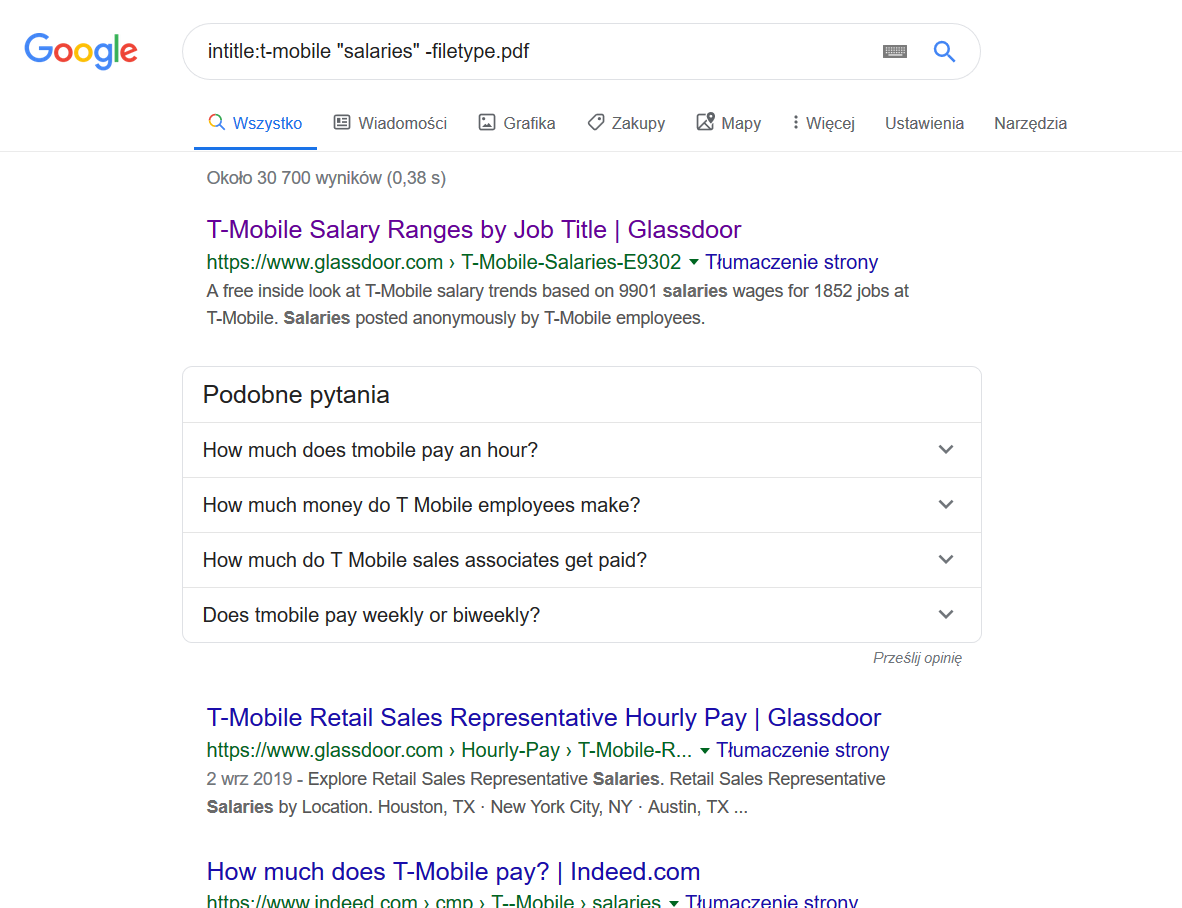 Google
intitle:t-mobile "salaries" -filetype.pdf
Wszystko Wiadomości Grafika Zakupy Mapy Więcej Ustawienia Narzędzia
Około 30 700 wyników (0,38 s)
T-Mobile Salary Ranges by Job Title | Glassdoor
https://www.glassdoor.com › T-Mobile-Salaries-E9302 Tłumaczenie strony
A free inside look at T-Mobile salary trends based on 9901 salaries wages for 1852 jobs at
T-Mobile. Salaries posted anonymously by T-Mobile employees.
Podobne pytania
How much does tmobile pay an hour?
How much money do T Mobile employees make?
How much do T Mobile sales associates get paid?
Does tmobile pay weekly or biweekly?
Prześlij opinię
T-Mobile Retail Sales Representative Hourly Pay | Glassdoor
https://www.glassdoor.com › Hourly-Pay › T-Mobile-R... Tłumaczenie strony
2 wrz 2019 - Explore Retail Sales Representative Salaries. Retail Sales Representative
Salaries by Location. Houston, TX · New York City, NY · Austin, TX ...
How much does T-Mobile pay? | Indeed.com
https://www.indeed.com › cmp › T--Mobile › salaries Tłumaczenie strony